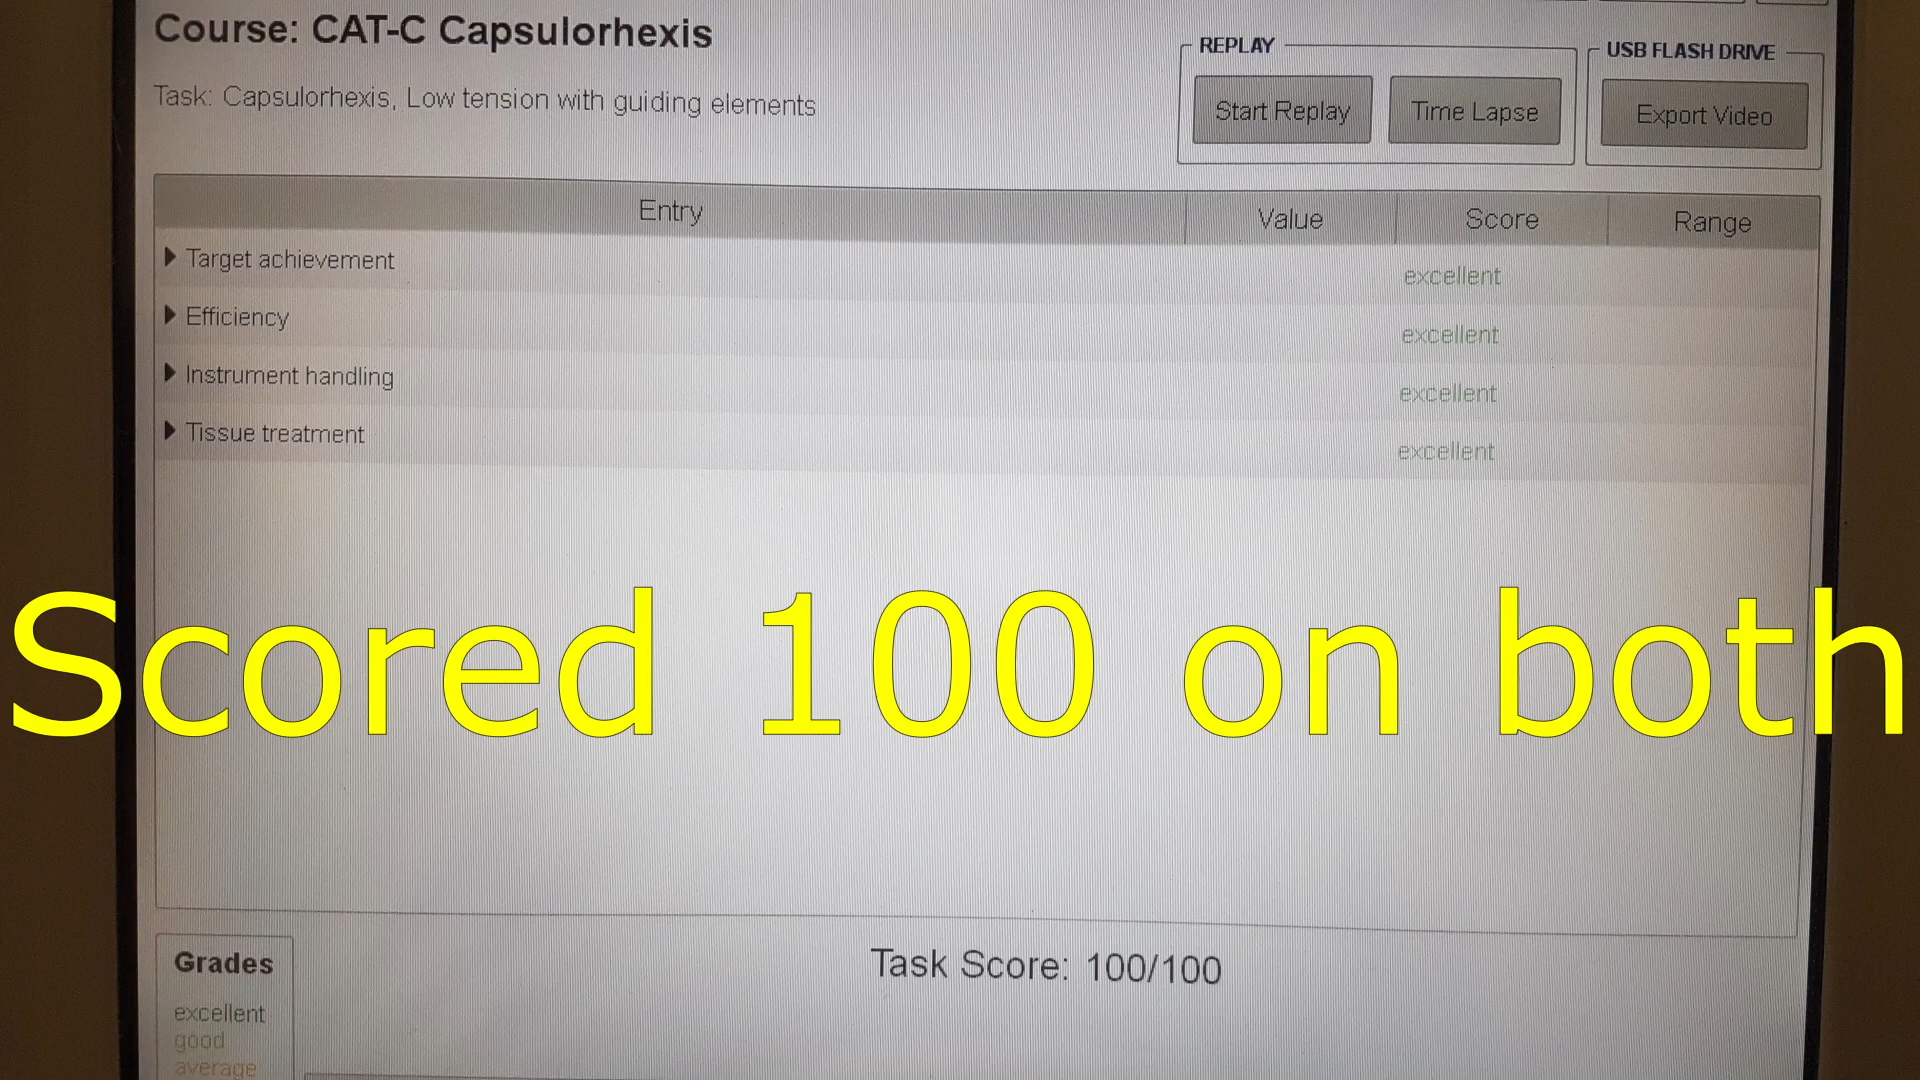 Course: CAT-C Capsulorhexis
Task: Capsulorhexis, Low tension with guiding elements
REPLAY
Start Replay Time Lapse
USB FLASH DRIVE
Export Video
Entry Value Score Range
Target achievement excellent
Efficiency excellent
Instrument handling excellent
Tissue treatment excellent
Scored 100 on both
Task Score: 100/100
Grades
excellent
good
average